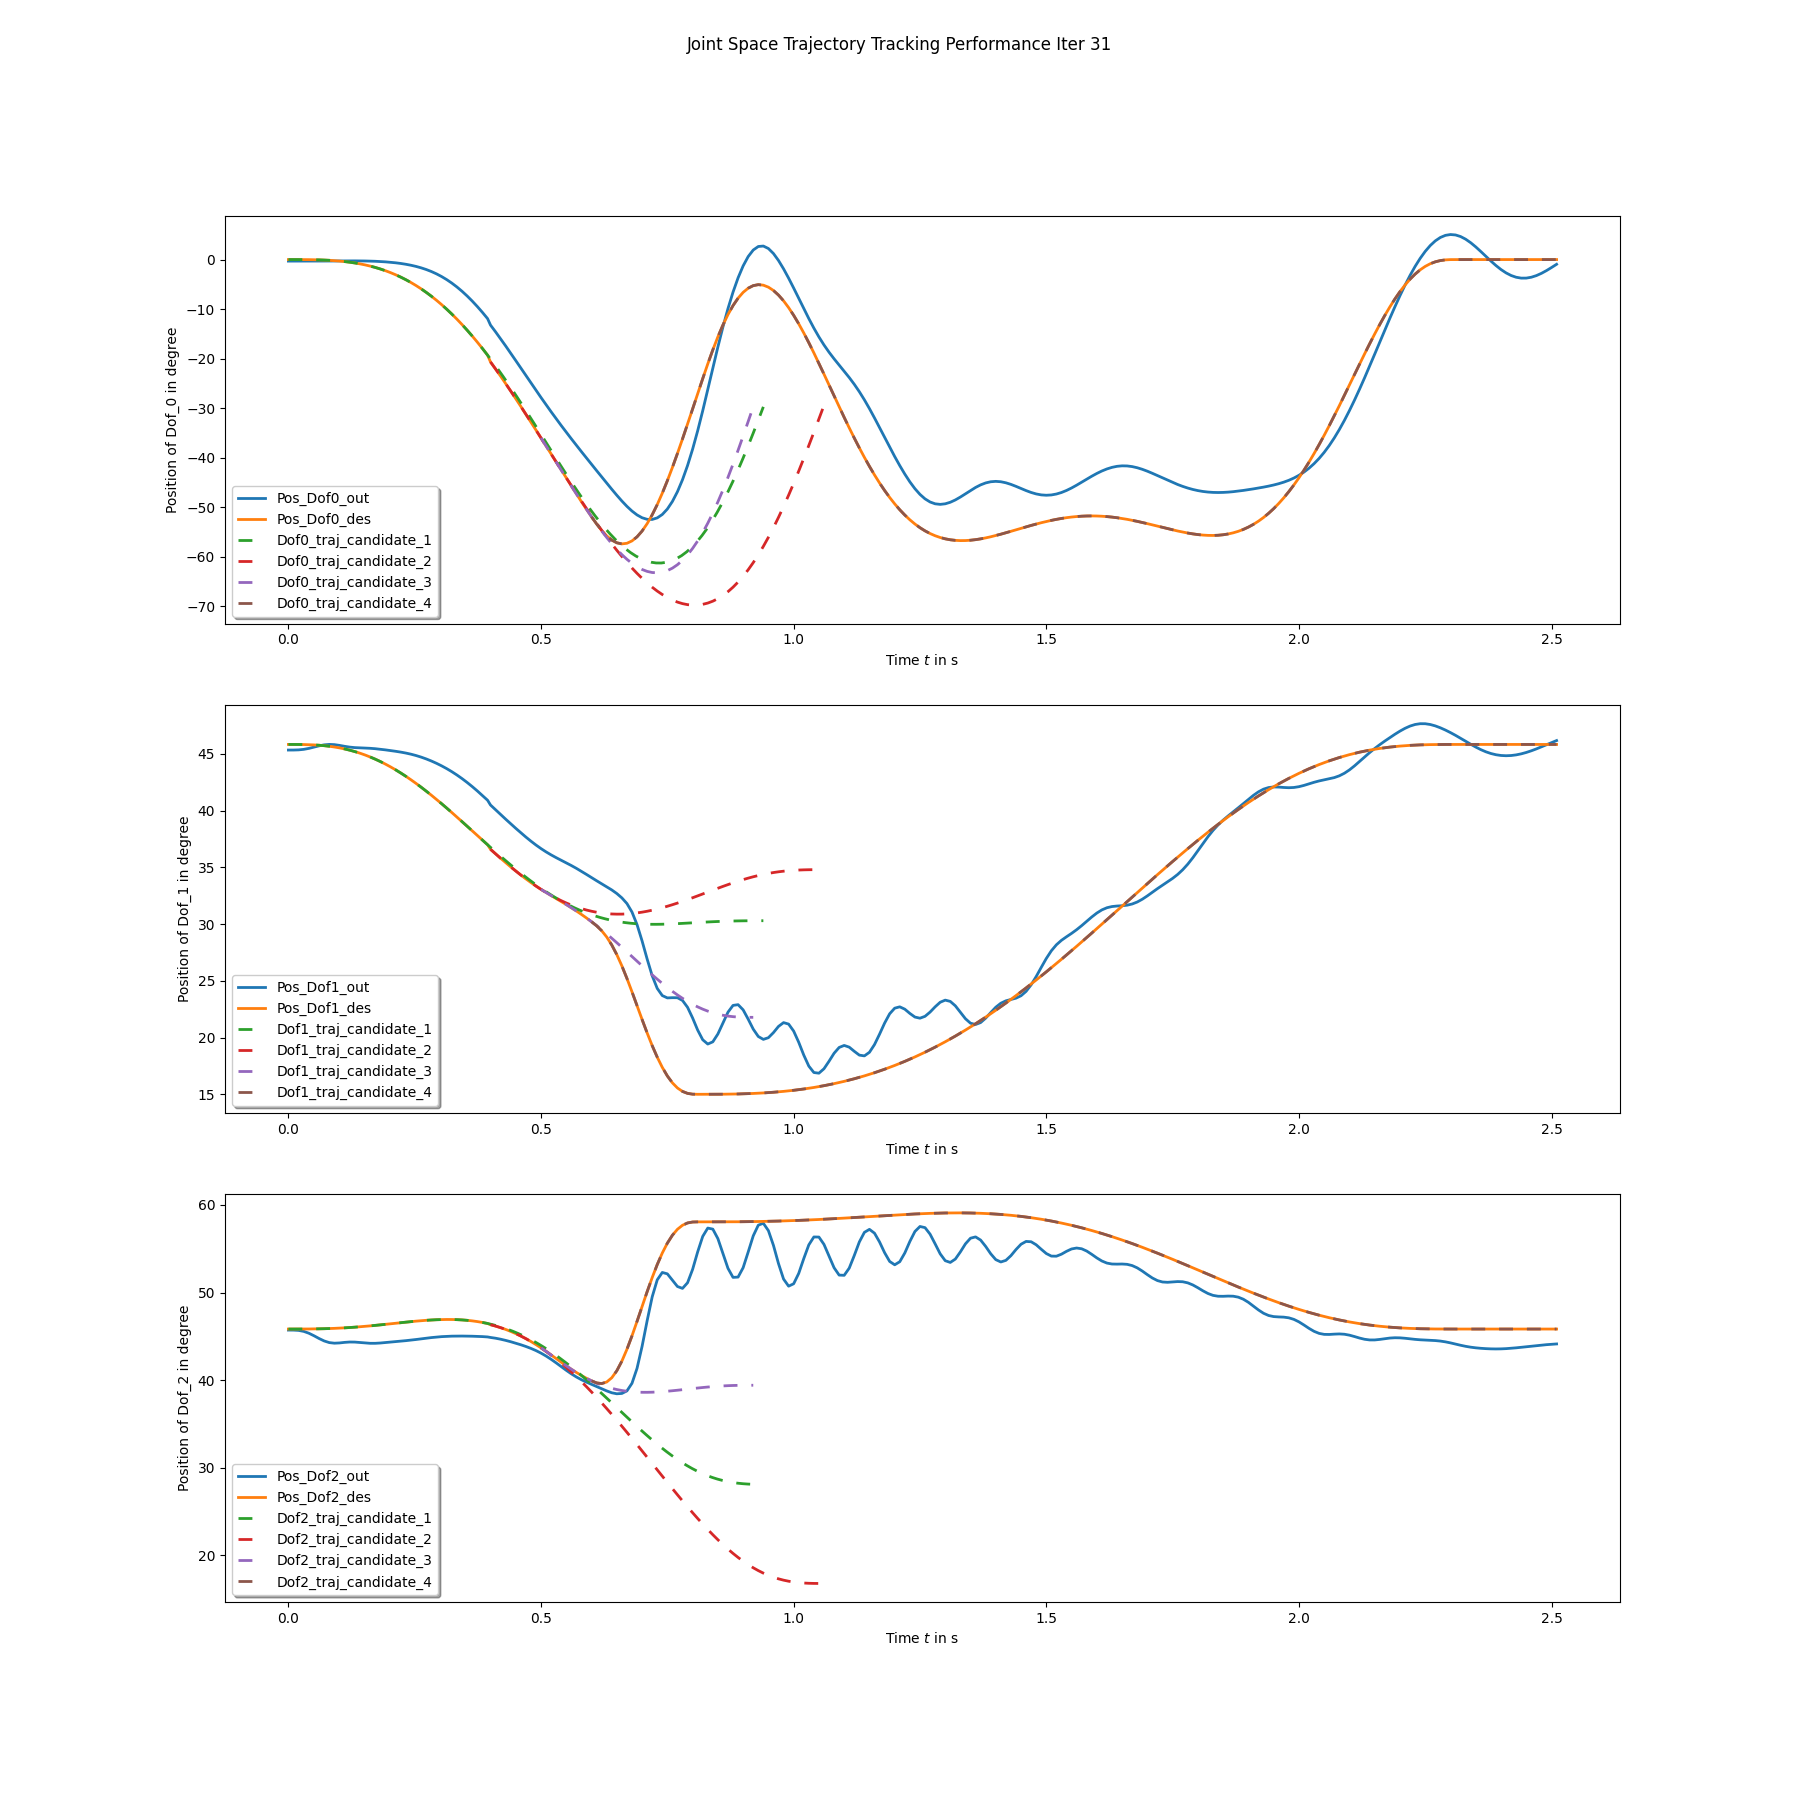 Joint Space Trajectory Tracking Performance Iter 31
Position of Dof_0 in degree
0
−10
−20
−30
−40
−50
−60
−70
Pos_Dof0_out
Pos_Dof0_des
Dof0_traj_candidate_1
Dof0_traj_candidate_2
Dof0_traj_candidate_3
Dof0_traj_candidate_4
0.0 0.5 1.0 1.5 2.0 2.5
Time t in s
Position of Dof_1 in degree
45
40
35
30
25
20
15
Pos_Dof1_out
Pos_Dof1_des
Dof1_traj_candidate_1
Dof1_traj_candidate_2
Dof1_traj_candidate_3
Dof1_traj_candidate_4
0.0 0.5 1.0 1.5 2.0 2.5
Time t in s
Position of Dof_2 in degree
60
50
40
30
20
Pos_Dof2_out
Pos_Dof2_des
Dof2_traj_candidate_1
Dof2_traj_candidate_2
Dof2_traj_candidate_3
Dof2_traj_candidate_4
0.0 0.5 1.0 1.5 2.0 2.5
Time t in s